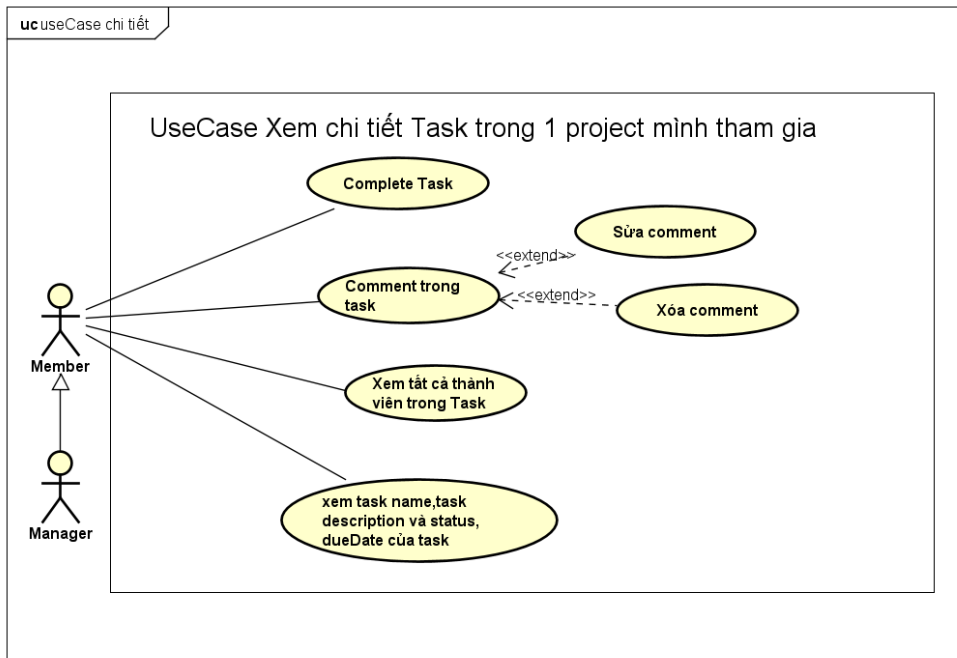 uc useCase chi tiết
UseCase Xem chi tiết Task trong 1 project mình tham gia
Complete Task
Sửa comment
<<extend>>
Comment trong
task
<<extend>>
Xóa comment
Member
Xem tất cả thành
viên trong Task
Manager
xem task name,task
description và status,
dueDate của task